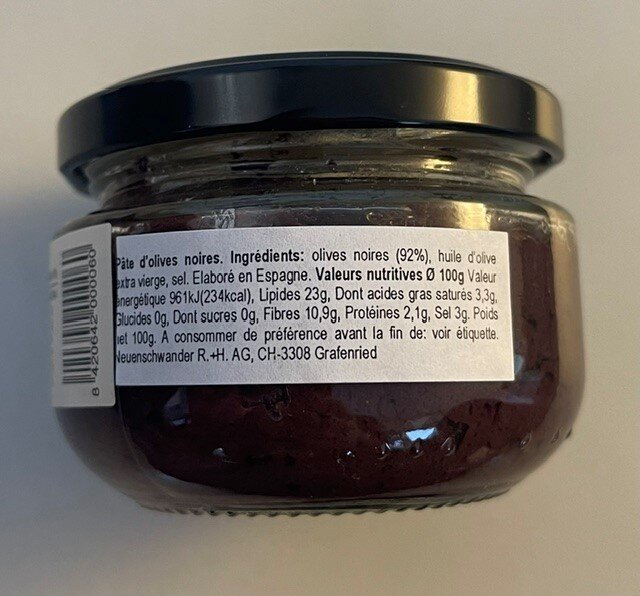 Pâte d'olives noires. Ingrédients: olives noires (92%), huile d'olive
extra vierge, sel. Elaboré en Espagne. Valeurs nutritives Ø 100g Valeur
énergétique 961kJ(234kcal), Lipides 23g, Dont acides gras saturés 3,3g,
Glucides 0g, Dont sucres 0g, Fibres 10,9g, Protéines 2,1g, Sel 3g. Poids
net 100g. A consommer de préférence avant la fin de: voir étiquette.
Neuenschwander R.+H. AG, CH-3308 Grafenried
8 420642 000060